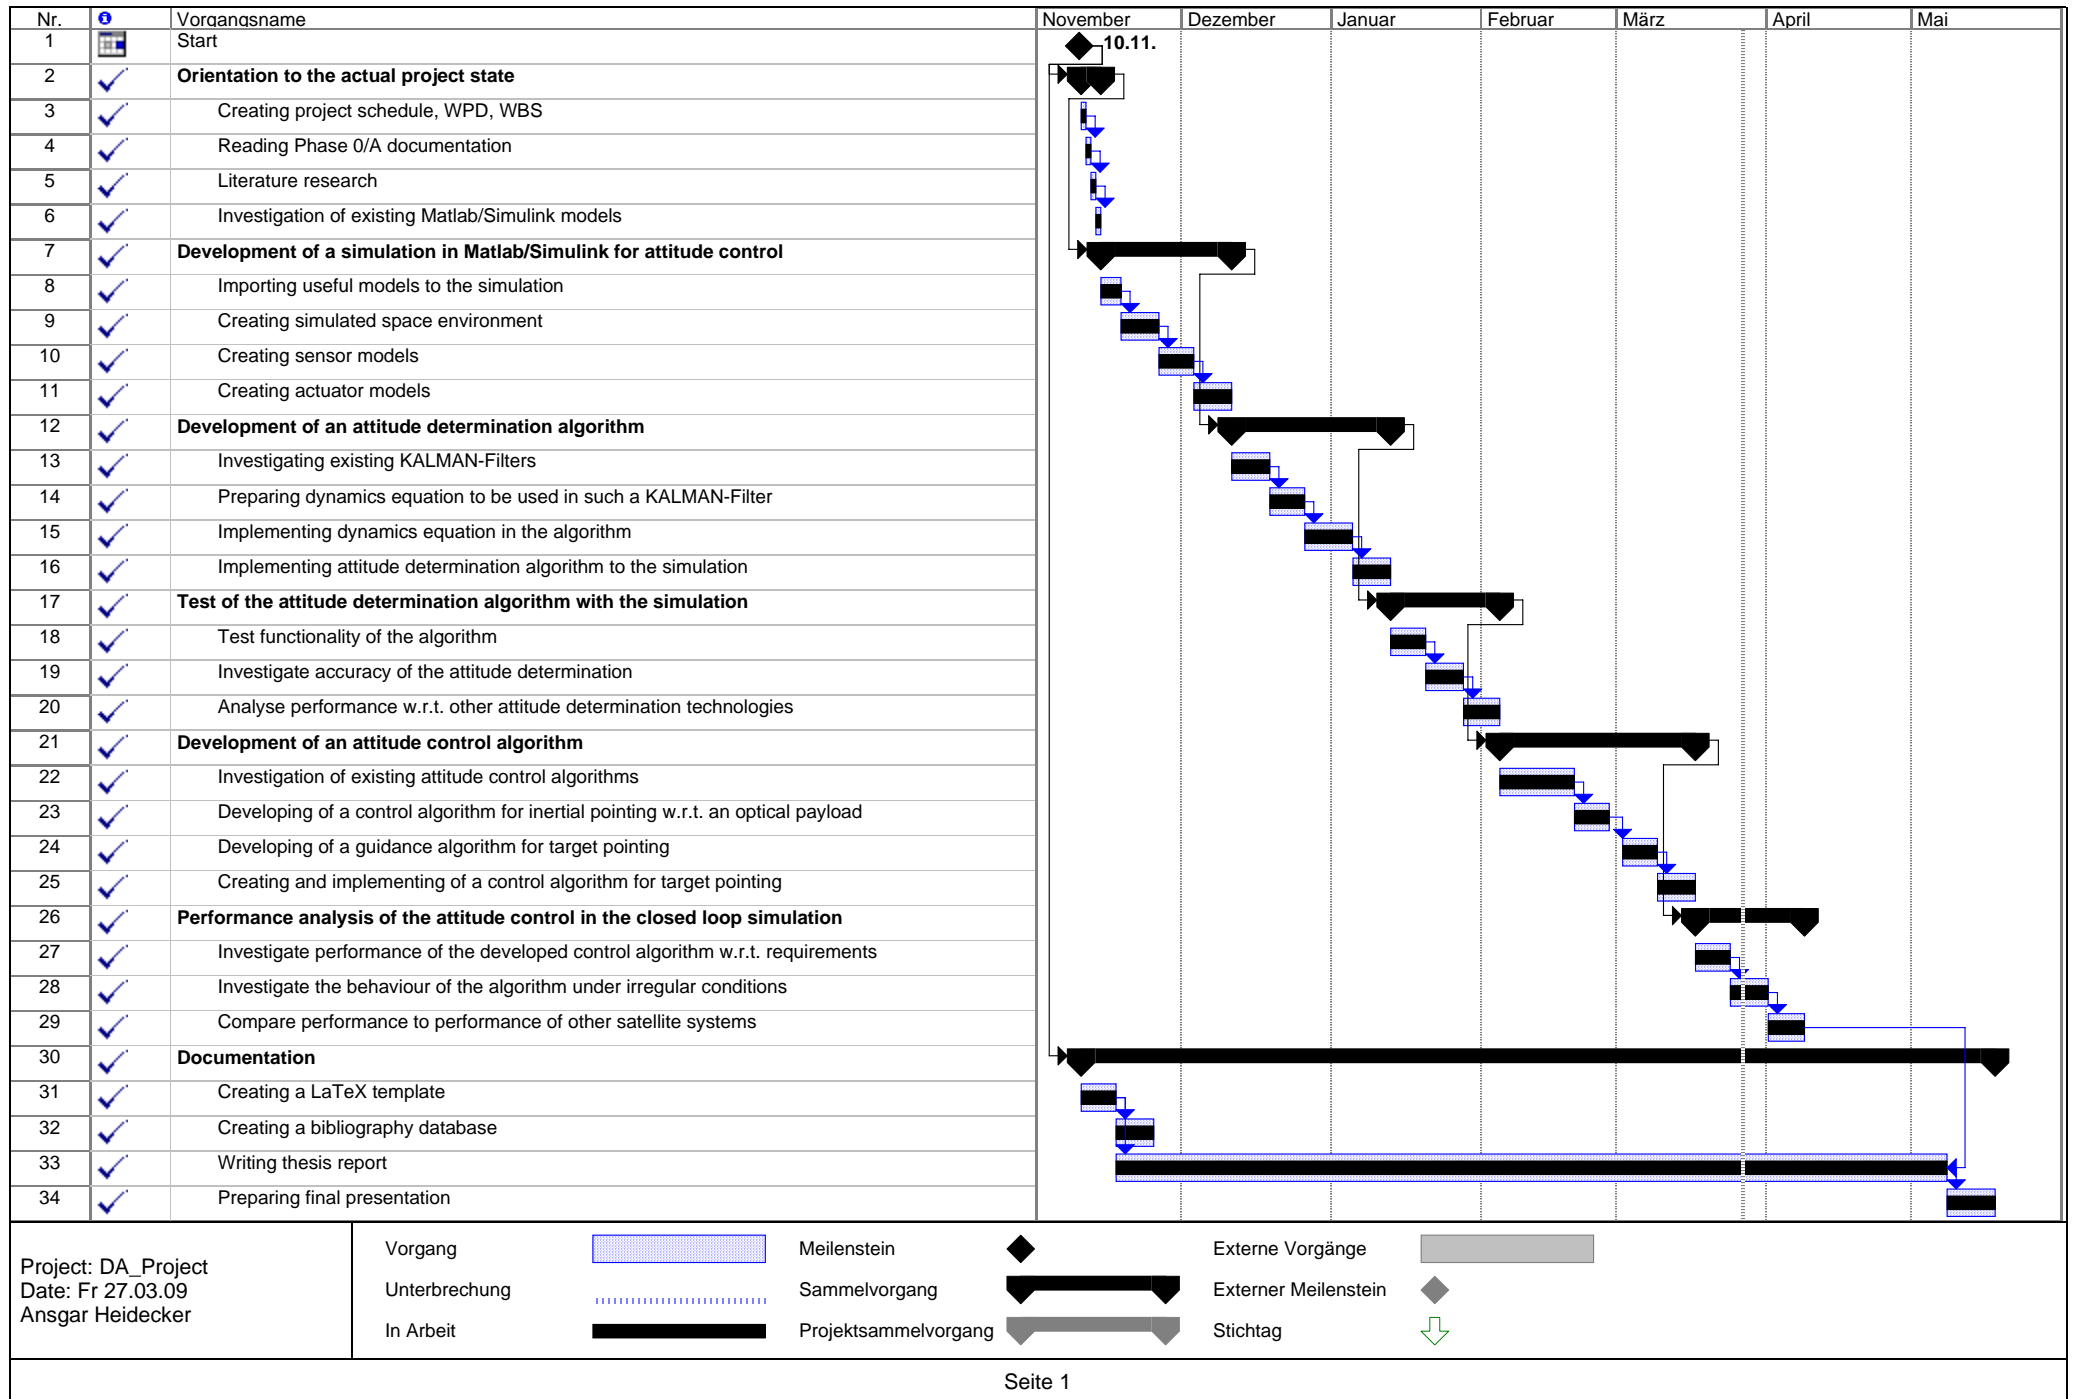 Nr. Vorgangsname November Dezember Januar Februar März April Mai
1 Start 10.11.
2 Orientation to the actual project state
3 Creating project schedule, WPD, WBS
4 Reading Phase 0/A documentation
5 Literature research
6 Investigation of existing Matlab/Simulink models
7 Development of a simulation in Matlab/Simulink for attitude control
8 Importing useful models to the simulation
9 Creating simulated space environment
10 Creating sensor models
11 Creating actuator models
12 Development of an attitude determination algorithm
13 Investigating existing KALMAN-Filters
14 Preparing dynamics equation to be used in such a KALMAN-Filter
15 Implementing dynamics equation in the algorithm
16 Implementing attitude determination algorithm to the simulation
17 Test of the attitude determination algorithm with the simulation
18 Test functionality of the algorithm
19 Investigate accuracy of the attitude determination
20 Analyse performance w.r.t. other attitude determination technologies
21 Development of an attitude control algorithm
22 Investigation of existing attitude control algorithms
23 Developing of a control algorithm for inertial pointing w.r.t. an optical payload
24 Developing of a guidance algorithm for target pointing
25 Creating and implementing of a control algorithm for target pointing
26 Performance analysis of the attitude control in the closed loop simulation
27 Investigate performance of the developed control algorithm w.r.t. requirements
28 Investigate the behaviour of the algorithm under irregular conditions
29 Compare performance to performance of other satellite systems
30 Documentation
31 Creating a LaTeX template
32 Creating a bibliography database
33 Writing thesis report
34 Preparing final presentation
Project: DA_Project
Date: Fr 27.03.09
Ansgar Heidecker
Vorgang Meilenstein Externe Vorgänge
Unterbrechung Sammelvorgang Externer Meilenstein
In Arbeit Projektsammelvorgang Stichtag
Seite 1